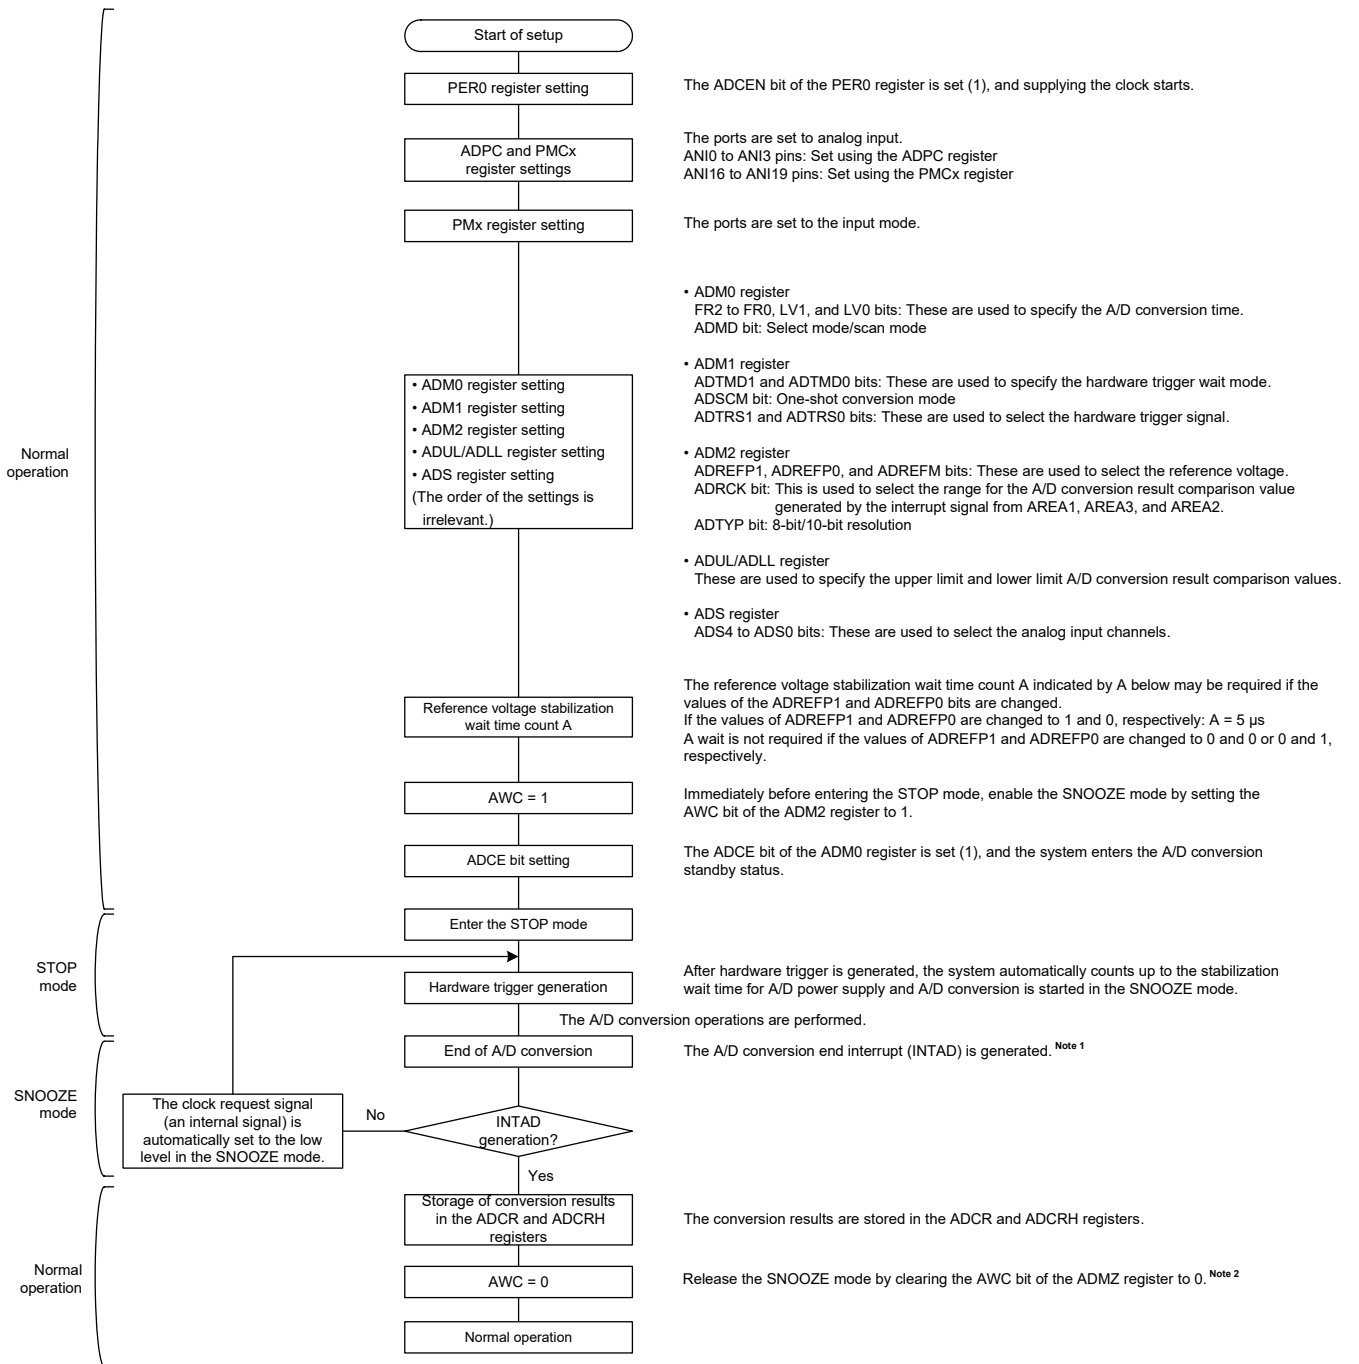 Start of setup
PER0 register setting
The ADCEN bit of the PER0 register is set (1), and supplying the clock starts.
ADPC and PMCx
register settings
The ports are set to analog input.
ANI0 to ANI3 pins: Set using the ADPC register
ANI16 to ANI19 pins: Set using the PMCx register
PMx register setting
The ports are set to the input mode.
Normal
operation
• ADM0 register setting
• ADM1 register setting
• ADM2 register setting
• ADUL/ADLL register setting
• ADS register setting
(The order of the settings is
irrelevant.)
• ADM0 register
FR2 to FR0, LV1, and LV0 bits: These are used to specify the A/D conversion time.
ADMD bit: Select mode/scan mode
• ADM1 register
ADTMD1 and ADTMD0 bits: These are used to specify the hardware trigger wait mode.
ADSCM bit: One-shot conversion mode
ADTRS1 and ADTRS0 bits: These are used to select the hardware trigger signal.
• ADM2 register
ADREFP1, ADREFP0, and ADREFM bits: These are used to select the reference voltage.
ADRCK bit: This is used to select the range for the A/D conversion result comparison value
generated by the interrupt signal from AREA1, AREA3, and AREA2.
ADTYP bit: 8-bit/10-bit resolution
• ADUL/ADLL register
These are used to specify the upper limit and lower limit A/D conversion result comparison values.
• ADS register
ADS4 to ADS0 bits: These are used to select the analog input channels.
Reference voltage stabilization
wait time count A
The reference voltage stabilization wait time count A indicated by A below may be required if the
values of the ADREFP1 and ADREFP0 bits are changed.
If the values of ADREFP1 and ADREFP0 are changed to 1 and 0, respectively: A = 5 µs
A wait is not required if the values of ADREFP1 and ADREFP0 are changed to 0 and 0 or 0 and 1,
respectively.
AWC = 1
Immediately before entering the STOP mode, enable the SNOOZE mode by setting the
AWC bit of the ADM2 register to 1.
ADCE bit setting
The ADCE bit of the ADM0 register is set (1), and the system enters the A/D conversion
standby status.
Enter the STOP mode
STOP
mode
Hardware trigger generation
After hardware trigger is generated, the system automatically counts up to the stabilization
wait time for A/D power supply and A/D conversion is started in the SNOOZE mode.
The A/D conversion operations are performed.
End of A/D conversion
The A/D conversion end interrupt (INTAD) is generated. Note 1
SNOOZE
mode
The clock request signal
(an internal signal) is
automatically set to the low
level in the SNOOZE mode.
No
INTAD
generation?
Yes
Storage of conversion results
in the ADCR and ADCRH
registers
The conversion results are stored in the ADCR and ADCRH registers.
Normal
operation
AWC = 0
Release the SNOOZE mode by clearing the AWC bit of the ADMZ register to 0. Note 2
Normal operation